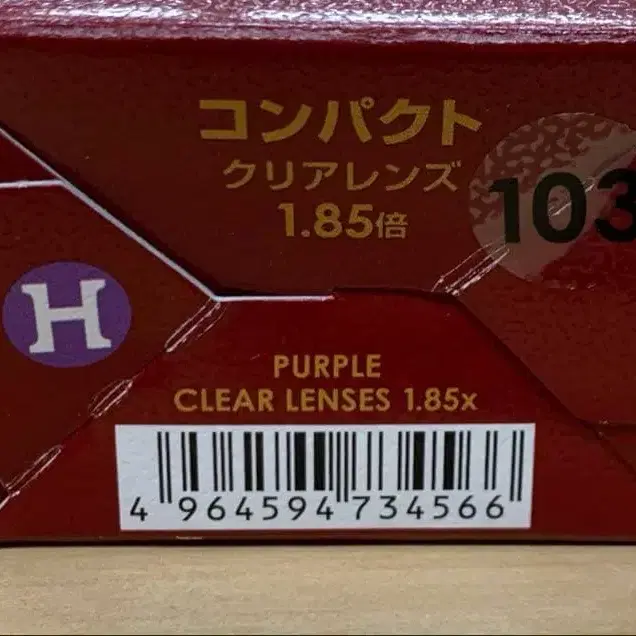 コンパクト
クリアレンズ
1.85倍
103
H
PURPLE
CLEAR LENSES 1.85x
4 964594 734566